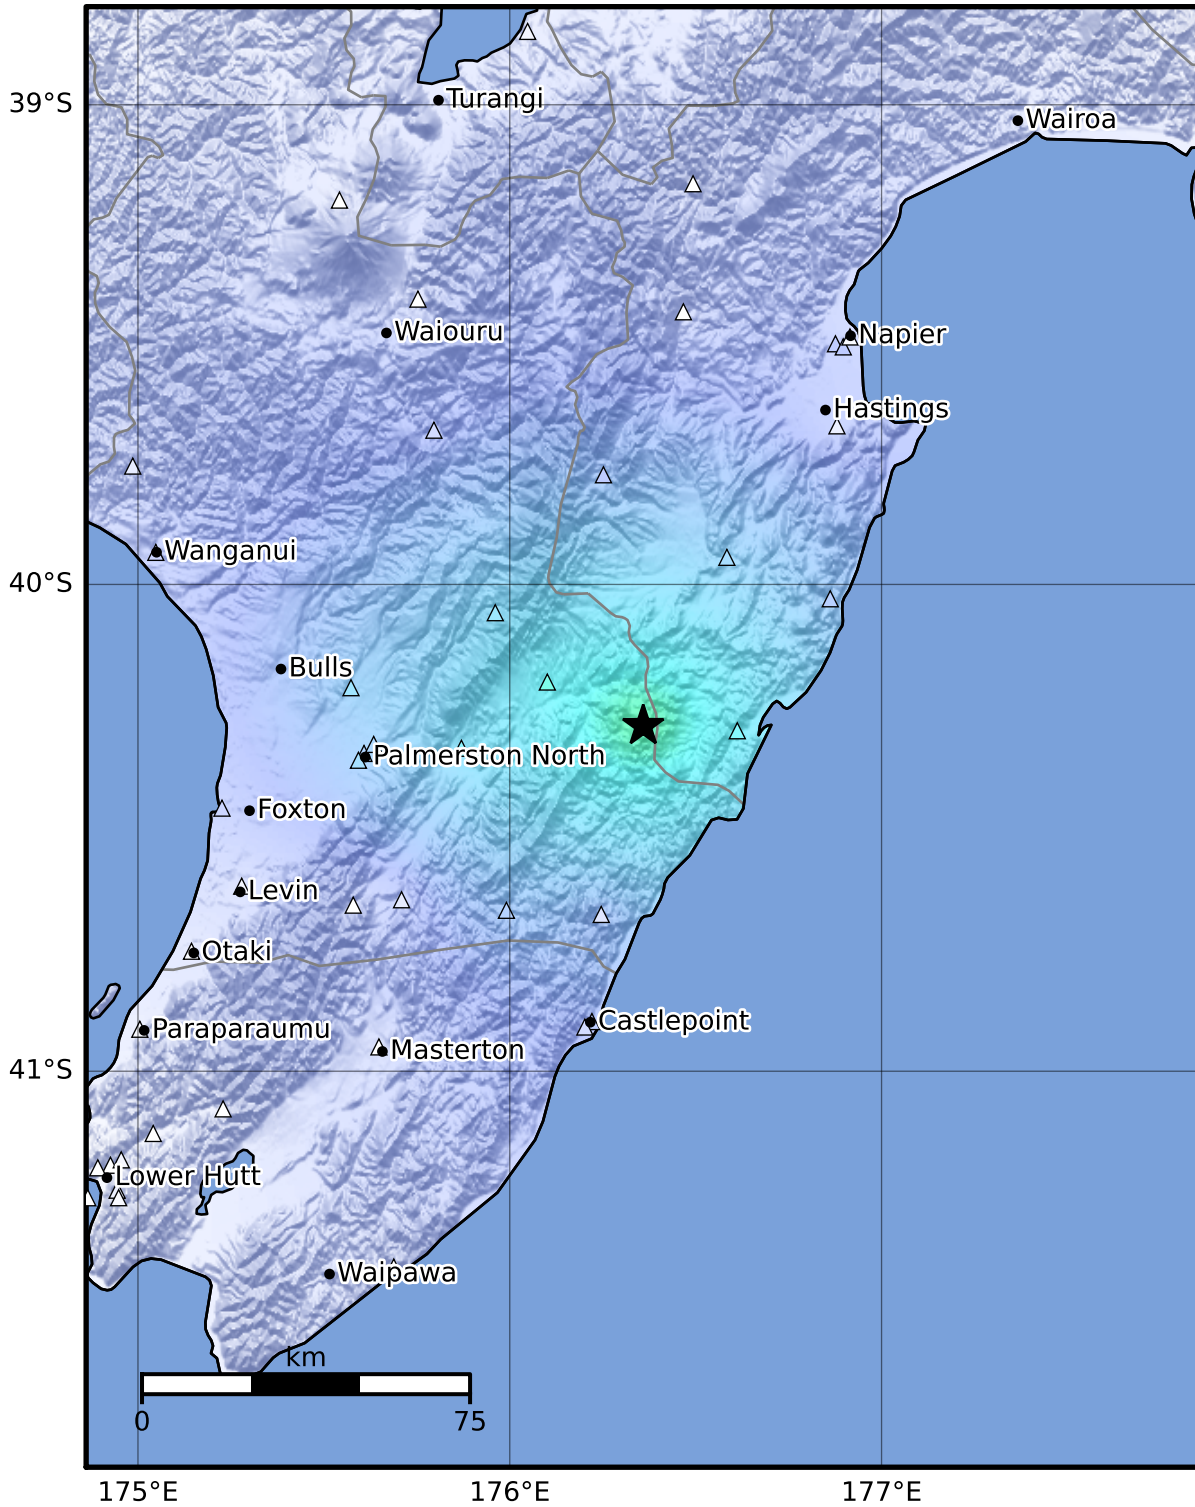 39°S
Turangi
Wairoa
Waiouru
Napier
Hastings
Wanganui
40°S
Bulls
Palmerston North
Foxton
Levin
Otaki
Castlepoint
Paraparaumu
Masterton
41°S
Lower Hutt
Waipawa
km
0 75
175°E 176°E 177°E